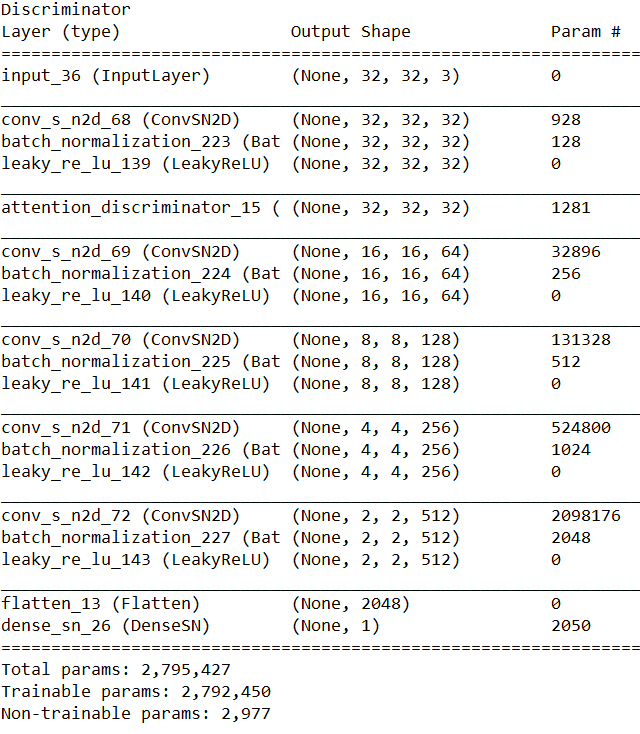 Discriminator
Layer (type)                 Output Shape              Param #
================================================================
input_36 (InputLayer)        (None, 32, 32, 3)         0
________________________________________________________________
conv_s_n2d_68 (ConvSN2D)     (None, 32, 32, 32)        928
batch_normalization_223 (Bat (None, 32, 32, 32)        128
leaky_re_lu_139 (LeakyReLU)  (None, 32, 32, 32)        0
________________________________________________________________
attention_discriminator_15 ( (None, 32, 32, 32)        1281
________________________________________________________________
conv_s_n2d_69 (ConvSN2D)     (None, 16, 16, 64)        32896
batch_normalization_224 (Bat (None, 16, 16, 64)        256
leaky_re_lu_140 (LeakyReLU)  (None, 16, 16, 64)        0
________________________________________________________________
conv_s_n2d_70 (ConvSN2D)     (None, 8, 8, 128)         131328
batch_normalization_225 (Bat (None, 8, 8, 128)         512
leaky_re_lu_141 (LeakyReLU)  (None, 8, 8, 128)         0
________________________________________________________________
conv_s_n2d_71 (ConvSN2D)     (None, 4, 4, 256)         524800
batch_normalization_226 (Bat (None, 4, 4, 256)         1024
leaky_re_lu_142 (LeakyReLU)  (None, 4, 4, 256)         0
________________________________________________________________
conv_s_n2d_72 (ConvSN2D)     (None, 2, 2, 512)         2098176
batch_normalization_227 (Bat (None, 2, 2, 512)         2048
leaky_re_lu_143 (LeakyReLU)  (None, 2, 2, 512)         0
________________________________________________________________
flatten_13 (Flatten)         (None, 2048)              0
dense_sn_26 (DenseSN)        (None, 1)                 2050
================================================================
Total params: 2,795,427
Trainable params: 2,792,450
Non-trainable params: 2,977